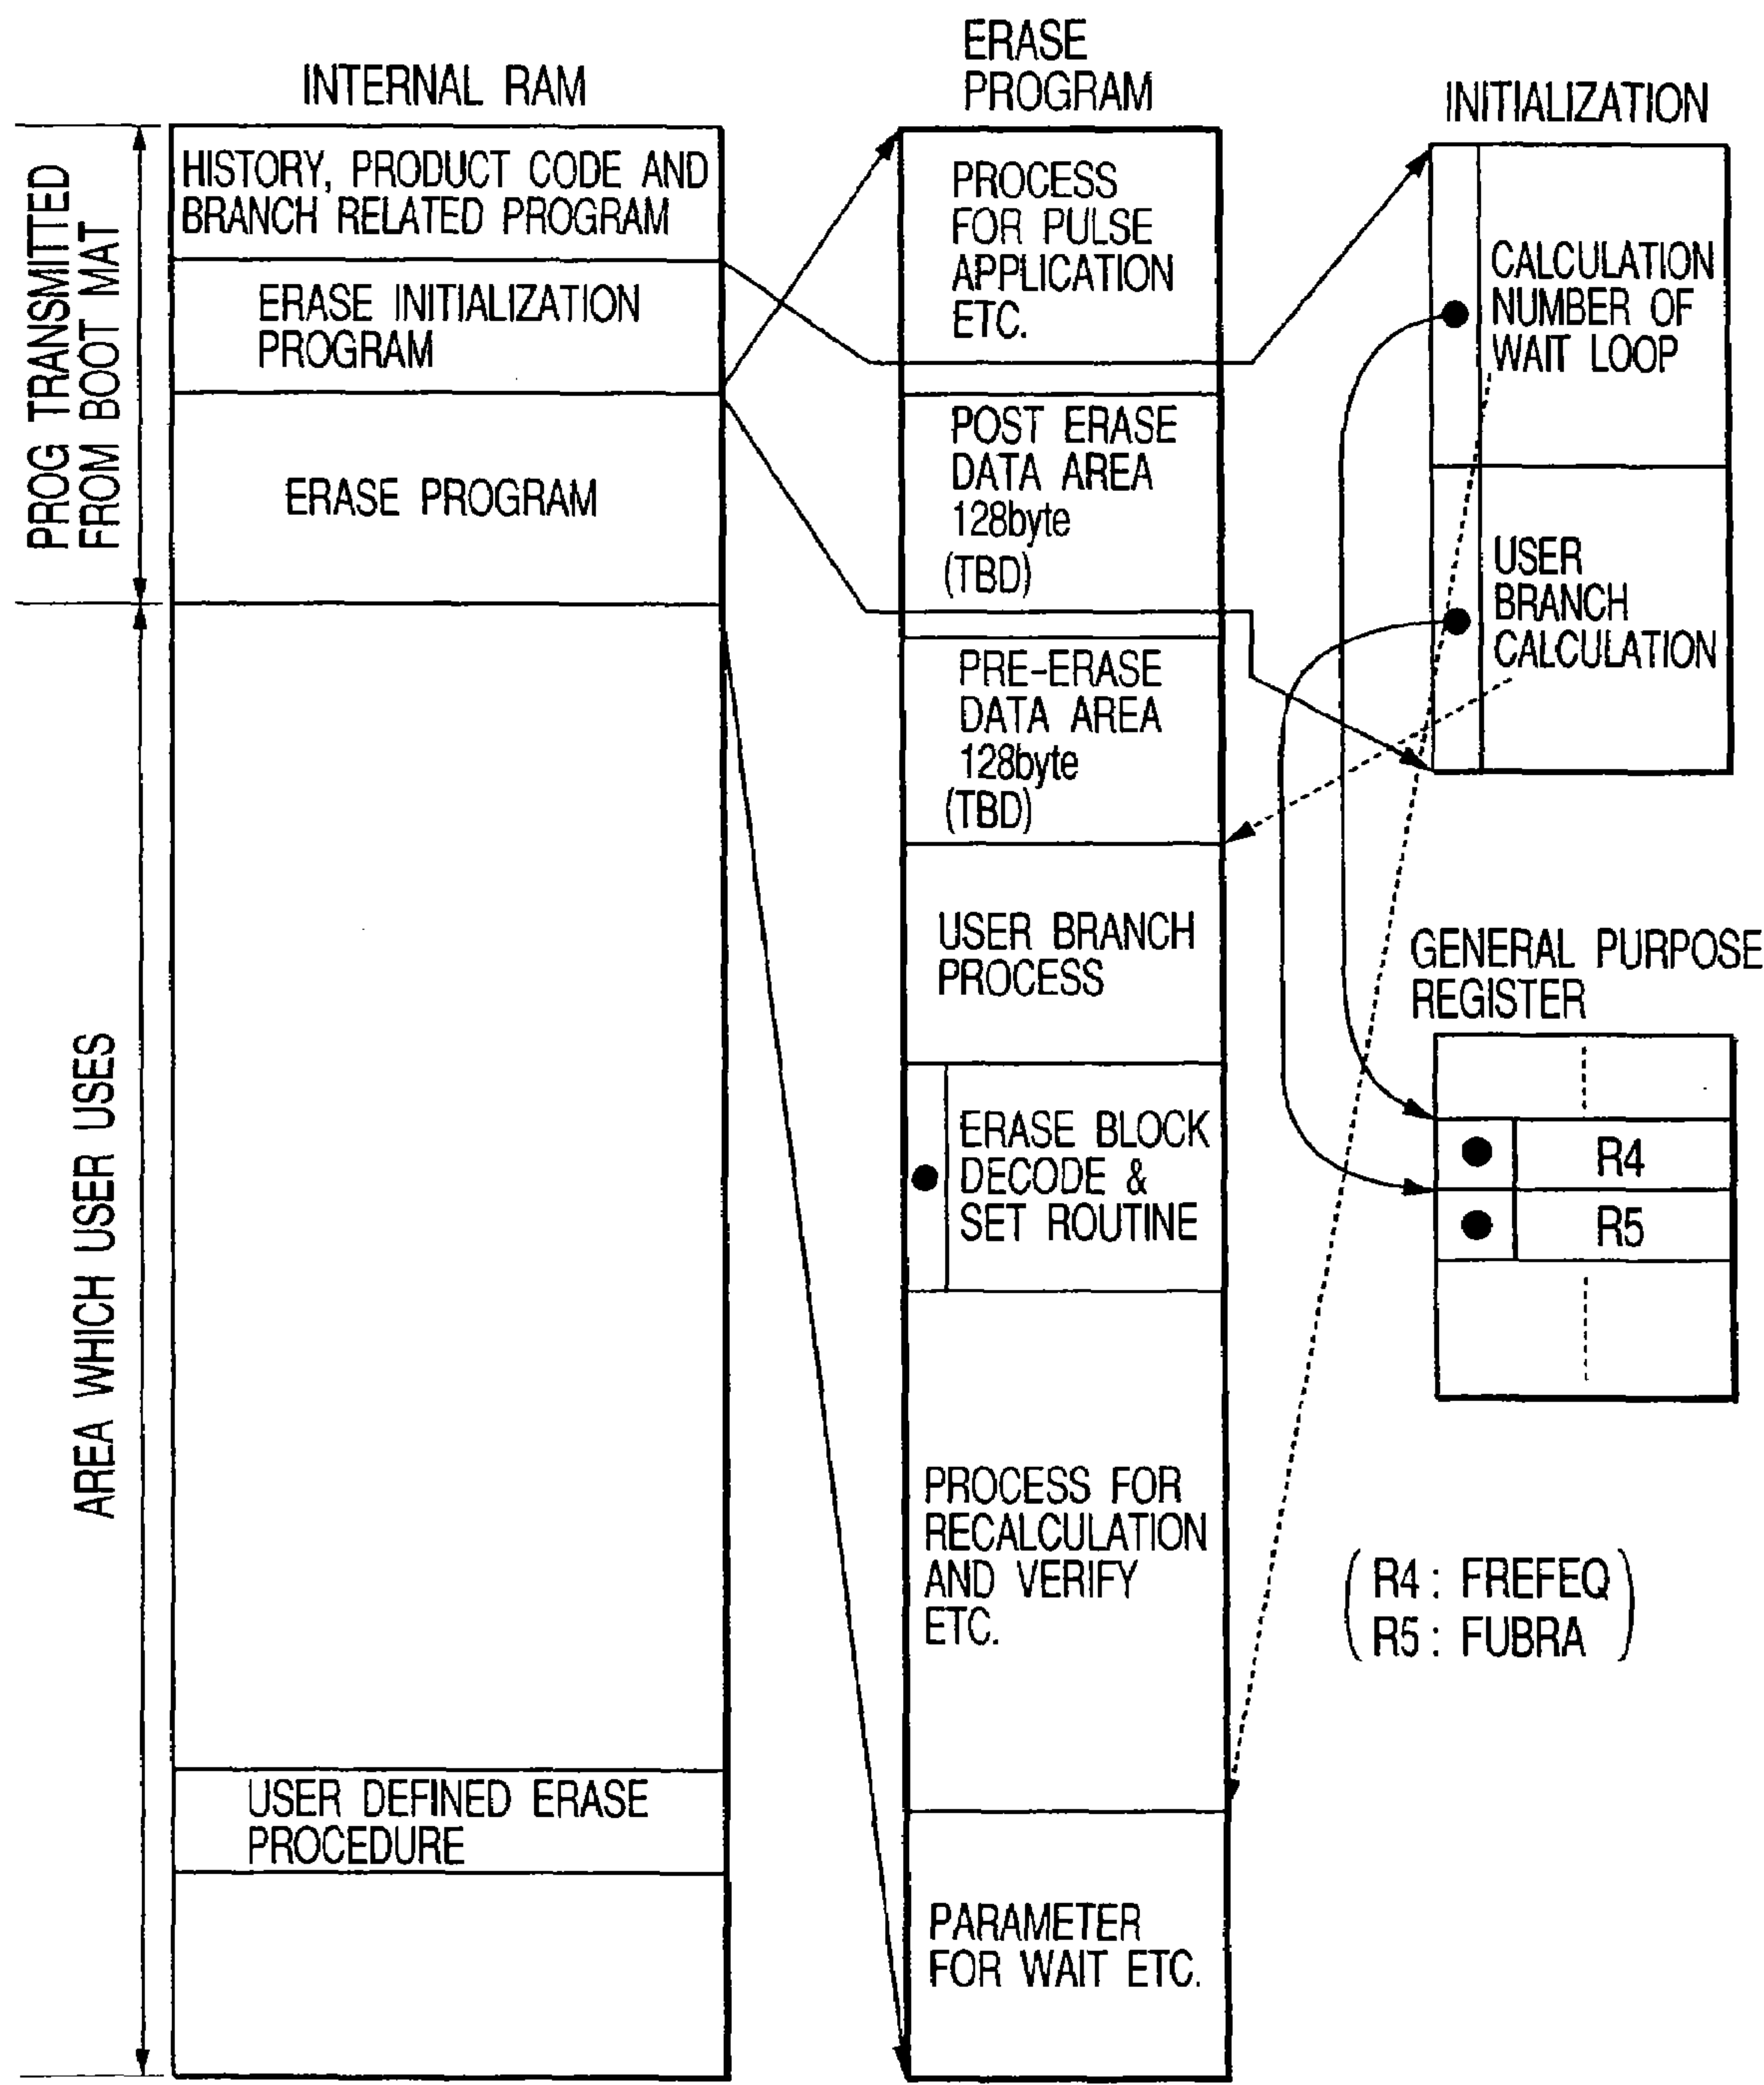 INTERNAL RAM
PROG TRANSMITTED
FROM BOOT MAT
HISTORY, PRODUCT CODE AND
BRANCH RELATED PROGRAM
ERASE INITIALIZATION
PROGRAM
ERASE PROGRAM
AREA WHICH USER USES
USER DEFINED ERASE
PROCEDURE
ERASE
PROGRAM
PROCESS
FOR PULSE
APPLICATION
ETC.
POST ERASE
DATA AREA
128byte
(TBD)
PRE-ERASE
DATA AREA
128byte
(TBD)
USER BRANCH
PROCESS
ERASE BLOCK
DECODE &
SET ROUTINE
PROCESS FOR
RECALCULATION
AND VERIFY
ETC.
PARAMETER
FOR WAIT ETC.
INITIALIZATION
CALCULATION
NUMBER OF
WAIT LOOP
USER
BRANCH
CALCULATION
GENERAL PURPOSE
REGISTER
R4
R5
(R4 : FREFEQ
R5 : FUBRA)